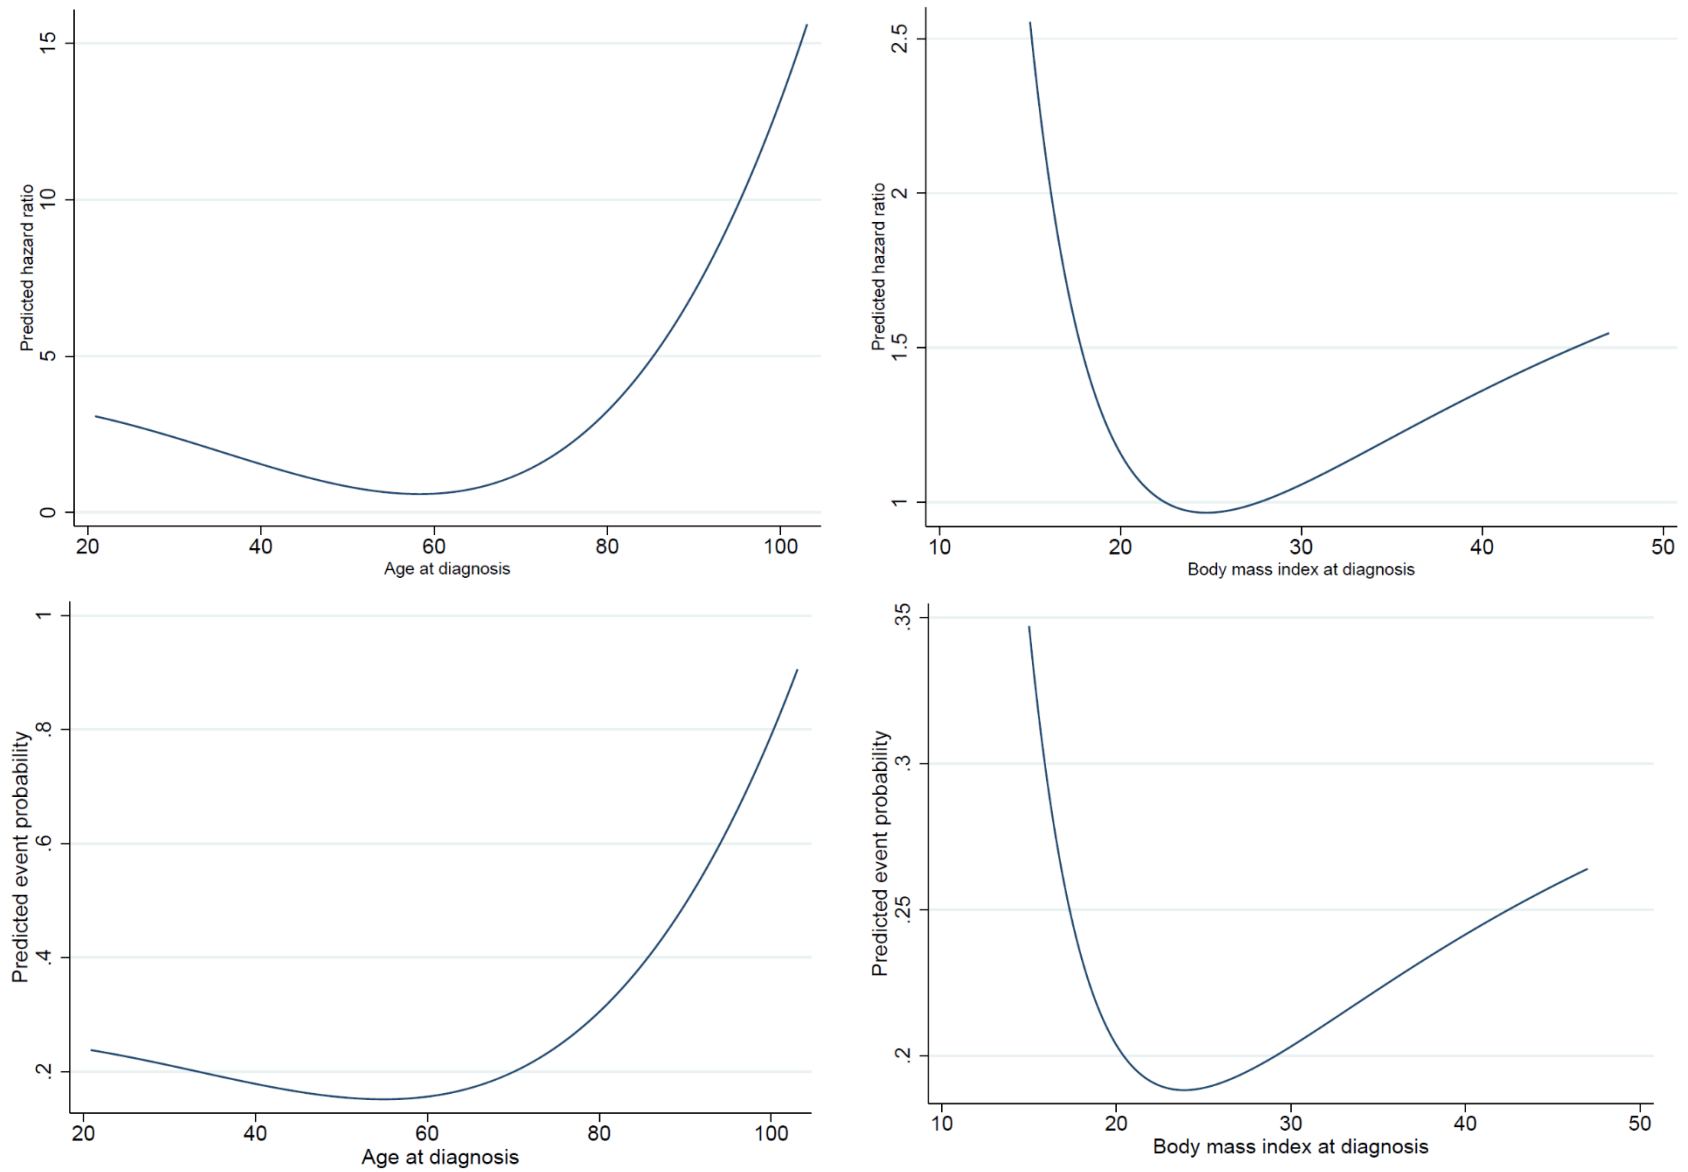 15
10
5
0
Predicted hazard ratio
20 40 60 80 100
Age at diagnosis
2.5
2
1.5
1
Predicted hazard ratio
10 20 30 40 50
Body mass index at diagnosis
1
.8
.6
.4
.2
Predicted event probability
20 40 60 80 100
Age at diagnosis
.35
.3
.25
.2
Predicted event probability
10 20 30 40 50
Body mass index at diagnosis